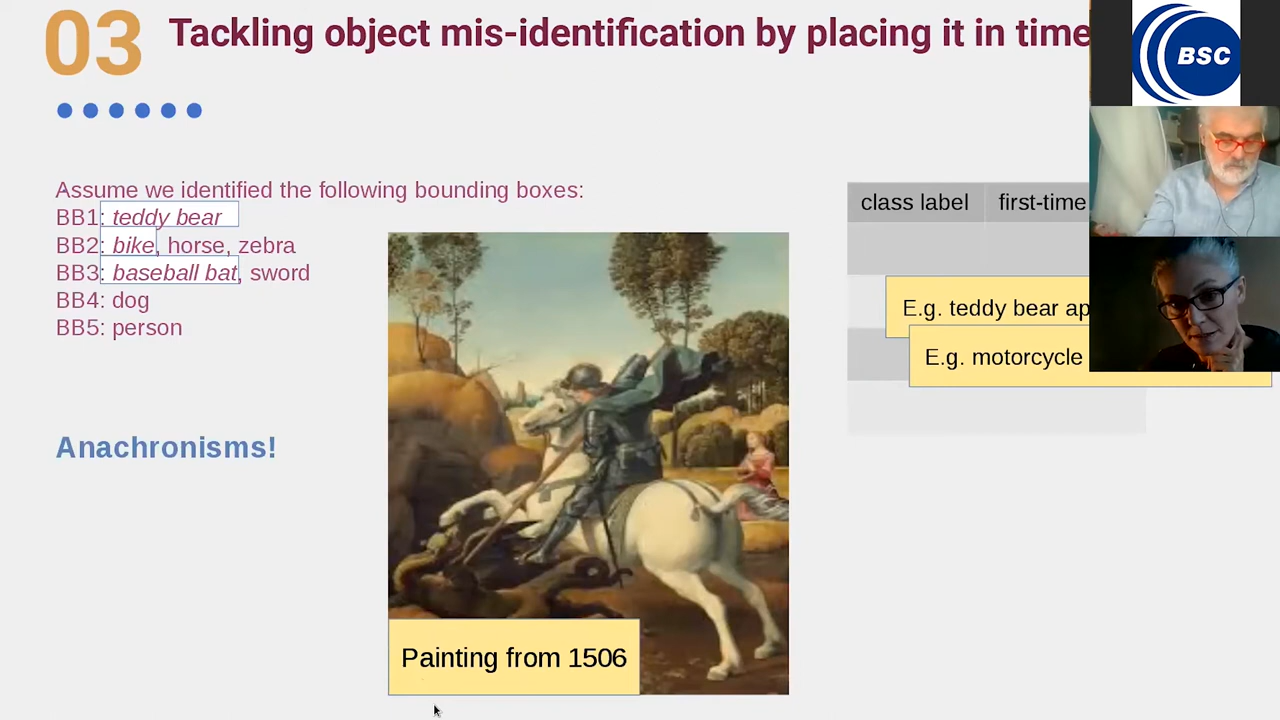 03
Tackling object mis-identification by placing it in time
BSC
Assume we identified the following bounding boxes:
BB1: teddy bear
BB2: bike, horse, zebra
BB3: baseball bat, sword
BB4: dog
BB5: person
class label first-time
E.g. teddy bear ap
E.g. motorcycle
Anachronisms!
Painting from 1506